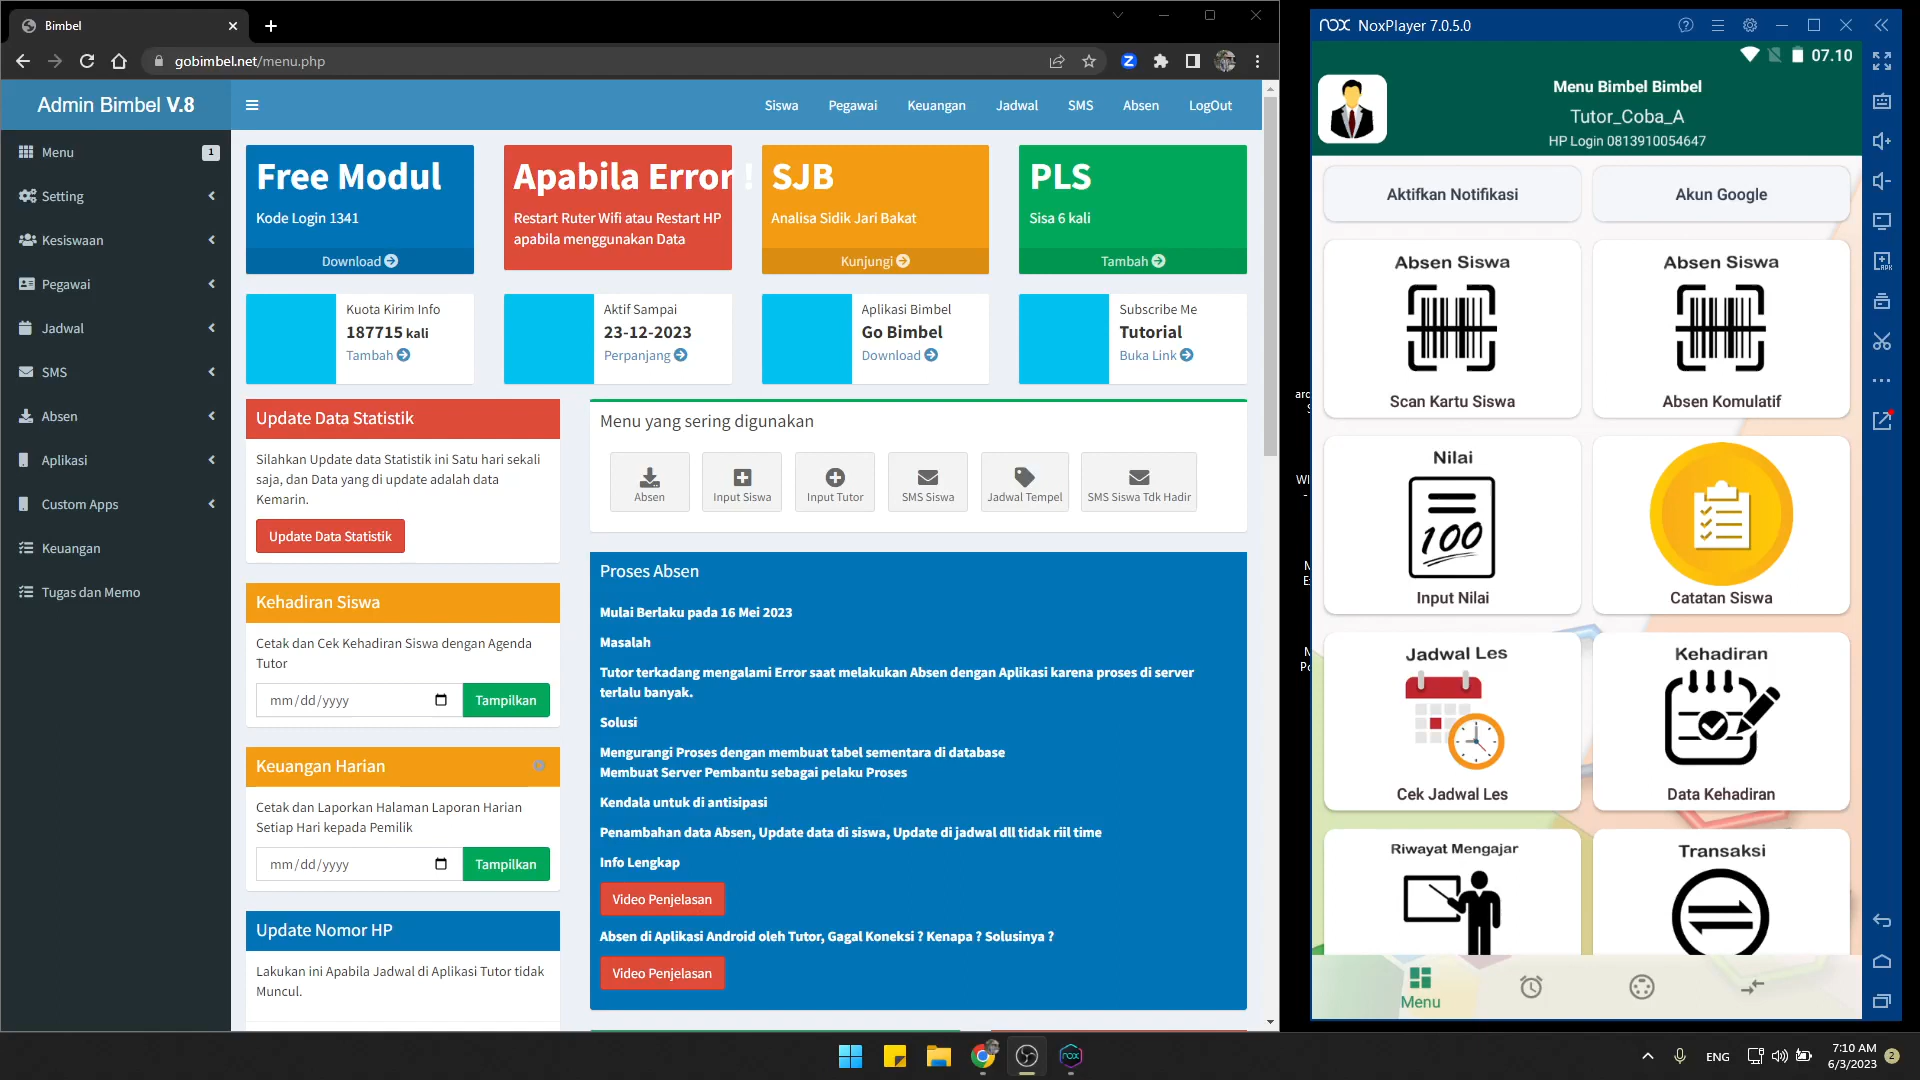 Bimbel
gobimbel.net/menu.php
Admin Bimbel V.8
Siswa
Pegawai
Keuangan
Jadwal
SMS
Absen
LogOut
Menu
1
Setting
Kesiswaan
Pegawai
Jadwal
SMS
Absen
Aplikasi
Custom Apps
Keuangan
Tugas dan Memo
Free Modul
Kode Login 1341
Download
Apabila Error !
Restart Ruter Wifi atau Restart HP
apabila menggunakan Data
SJB
Analisa Sidik Jari Bakat
Kunjungi
PLS
Sisa 6 kali
Tambah
Kuota Kirim Info
187715 kali
Tambah
Aktif Sampai
23-12-2023
Perpanjang
Aplikasi Bimbel
Go Bimbel
Download
Subscribe Me
Tutorial
Buka Link
Update Data Statistik
Silahkan Update data Statistik ini Satu hari sekali
saja, dan Data yang di update adalah data
Kemarin.
Update Data Statistik
Kehadiran Siswa
Cetak dan Cek Kehadiran Siswa dengan Agenda
Tutor
mm/dd/yyyy
Tampilkan
Keuangan Harian
Cetak dan Laporkan Halaman Laporan Harian
Setiap Hari kepada Pemilik
mm/dd/yyyy
Tampilkan
Update Nomor HP
Lakukan ini Apabila Jadwal di Aplikasi Tutor tidak
Muncul.
Menu yang sering digunakan
Absen
Input Siswa
Input Tutor
SMS Siswa
Jadwal Tempel
SMS Siswa Tdk Hadir
Proses Absen
Mulai Berlaku pada 16 Mei 2023
Masalah
Tutor terkadang mengalami Error saat melakukan Absen dengan Aplikasi karena proses di server
terlalu banyak.
Solusi
Mengurangi Proses dengan membuat tabel sementara di database
Membuat Server Pembantu sebagai pelaku Proses
Kendala untuk di antisipasi
Penambahan data Absen, Update data di siswa, Update di jadwal dll tidak riil time
Info Lengkap
Video Penjelasan
Absen di Aplikasi Android oleh Tutor, Gagal Koneksi ? Kenapa ? Solusinya ?
Video Penjelasan
nox NoxPlayer 7.0.5.0
07.10
Menu Bimbel Bimbel
Tutor_Coba_A
HP Login 0813910054647
Aktifkan Notifikasi
Akun Google
Absen Siswa
Scan Kartu Siswa
Absen Siswa
Absen Komulatif
Nilai
100
Input Nilai
Catatan Siswa
Jadwal Les
Cek Jadwal Les
Kehadiran
Data Kehadiran
Riwayat Mengajar
Transaksi
Menu
nox
ENG
7:10 AM
6/3/2023
2